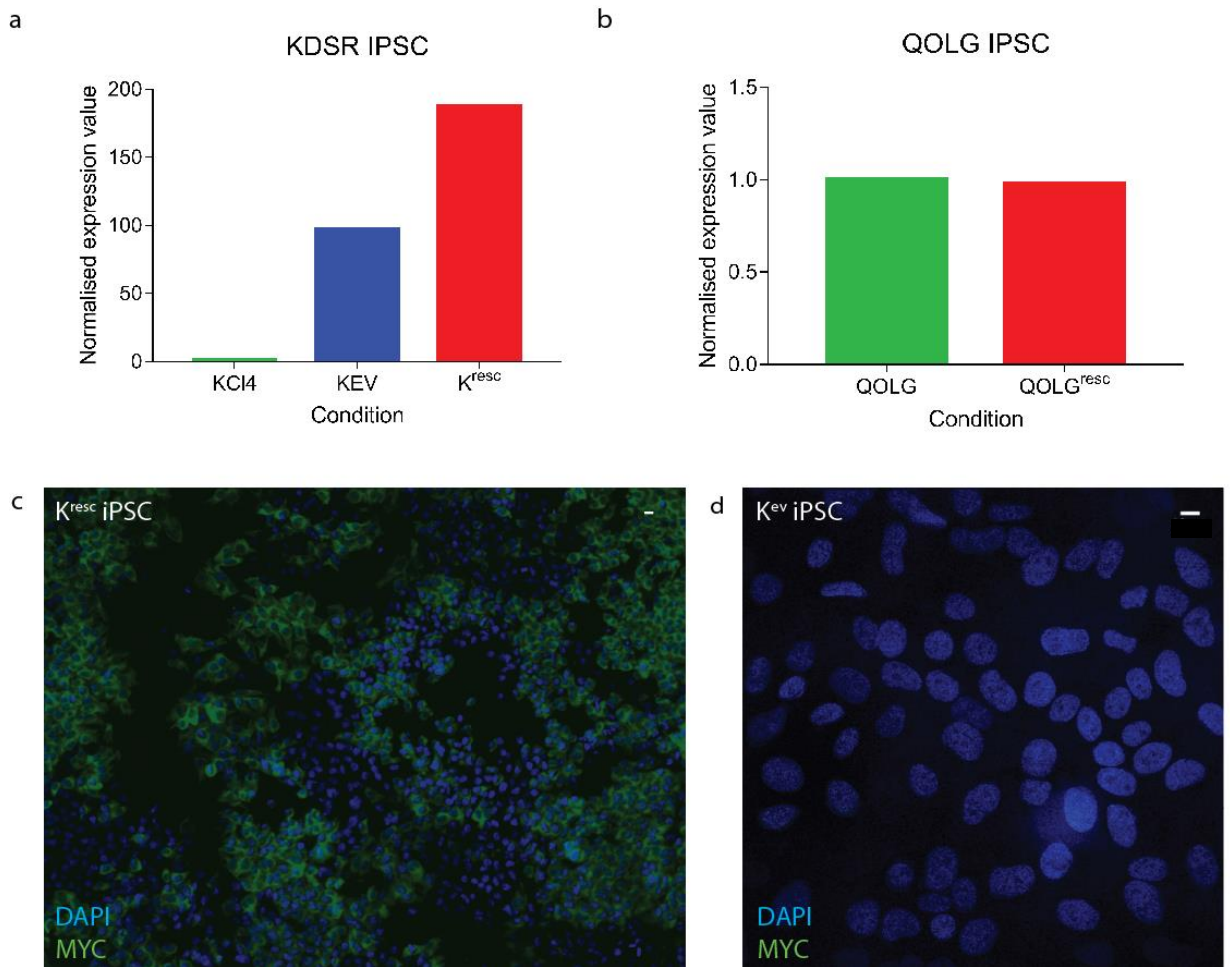 a
KDSR IPSC
Normalised expression value
200
150
100
50
0
KCl4 KEV Kresc
Condition
b
QOLG IPSC
Normalised expression value
1.5
1.0
0.5
0.0
QOLG QOLGresc
Condition
c
Kresc iPSC
DAPI
MYC
d
Kev iPSC
DAPI
MYC